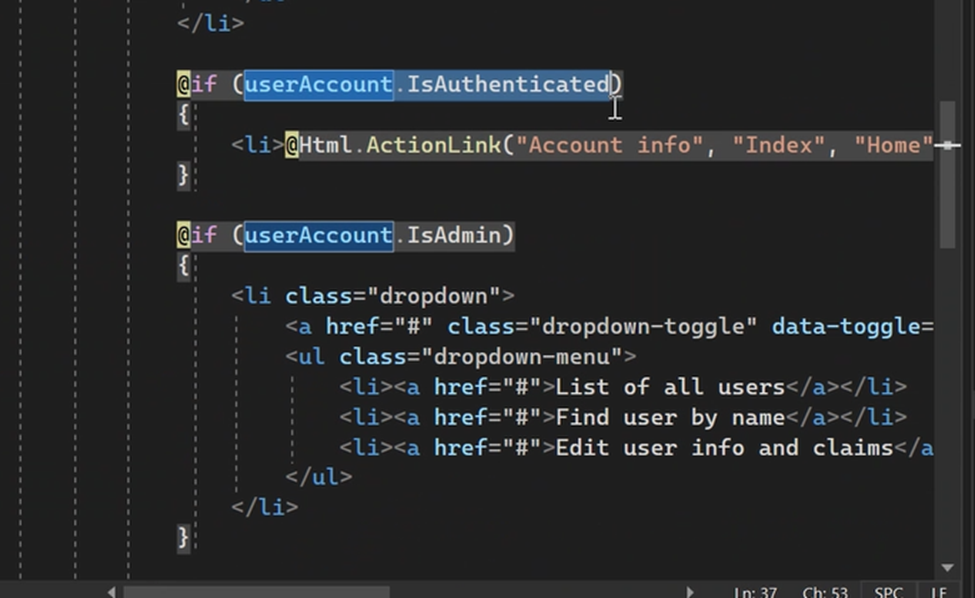 </li>
@if (userAccount.IsAuthenticated)
{
<li>@Html.ActionLink("Account info", "Index", "Home"
}
@if (userAccount.IsAdmin)
{
<li class="dropdown">
<a href="#" class="dropdown-toggle" data-toggle=
<ul class="dropdown-menu">
<li><a href="#">List of all users</a></li>
<li><a href="#">Find user by name</a></li>
<li><a href="#">Edit user info and claims</a
</ul>
</li>
}
Ln: 37 Ch: 53 SPC LF